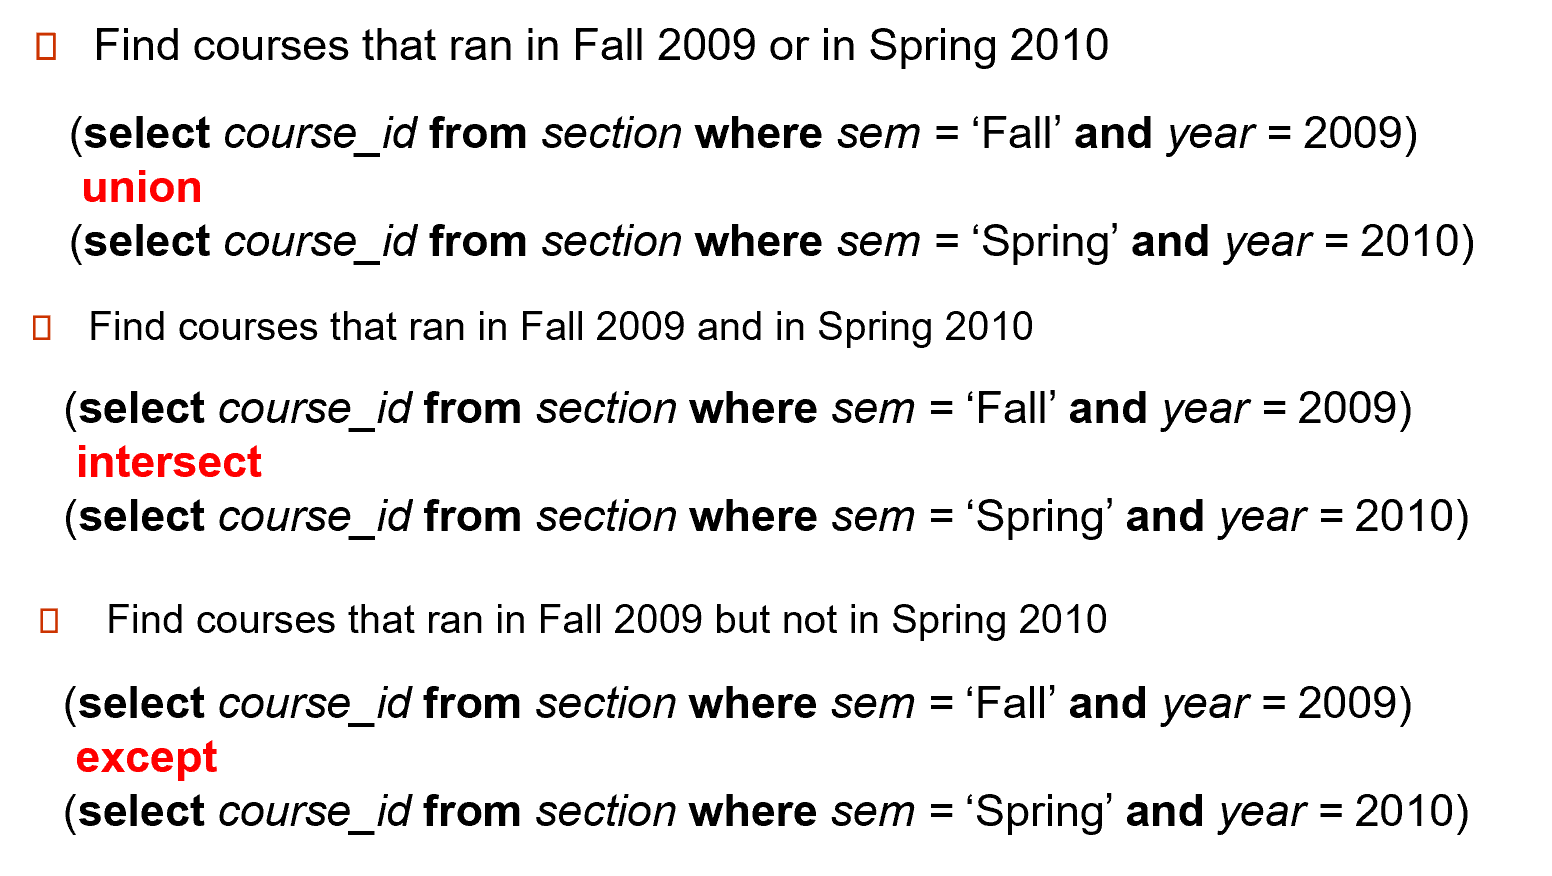 Find courses that ran in Fall 2009 or in Spring 2010
(select course_id from section where sem = ‘Fall’ and year = 2009)
union
(select course_id from section where sem = ‘Spring’ and year = 2010)
Find courses that ran in Fall 2009 and in Spring 2010
(select course_id from section where sem = ‘Fall’ and year = 2009)
intersect
(select course_id from section where sem = ‘Spring’ and year = 2010)
Find courses that ran in Fall 2009 but not in Spring 2010
(select course_id from section where sem = ‘Fall’ and year = 2009)
except
(select course_id from section where sem = ‘Spring’ and year = 2010)